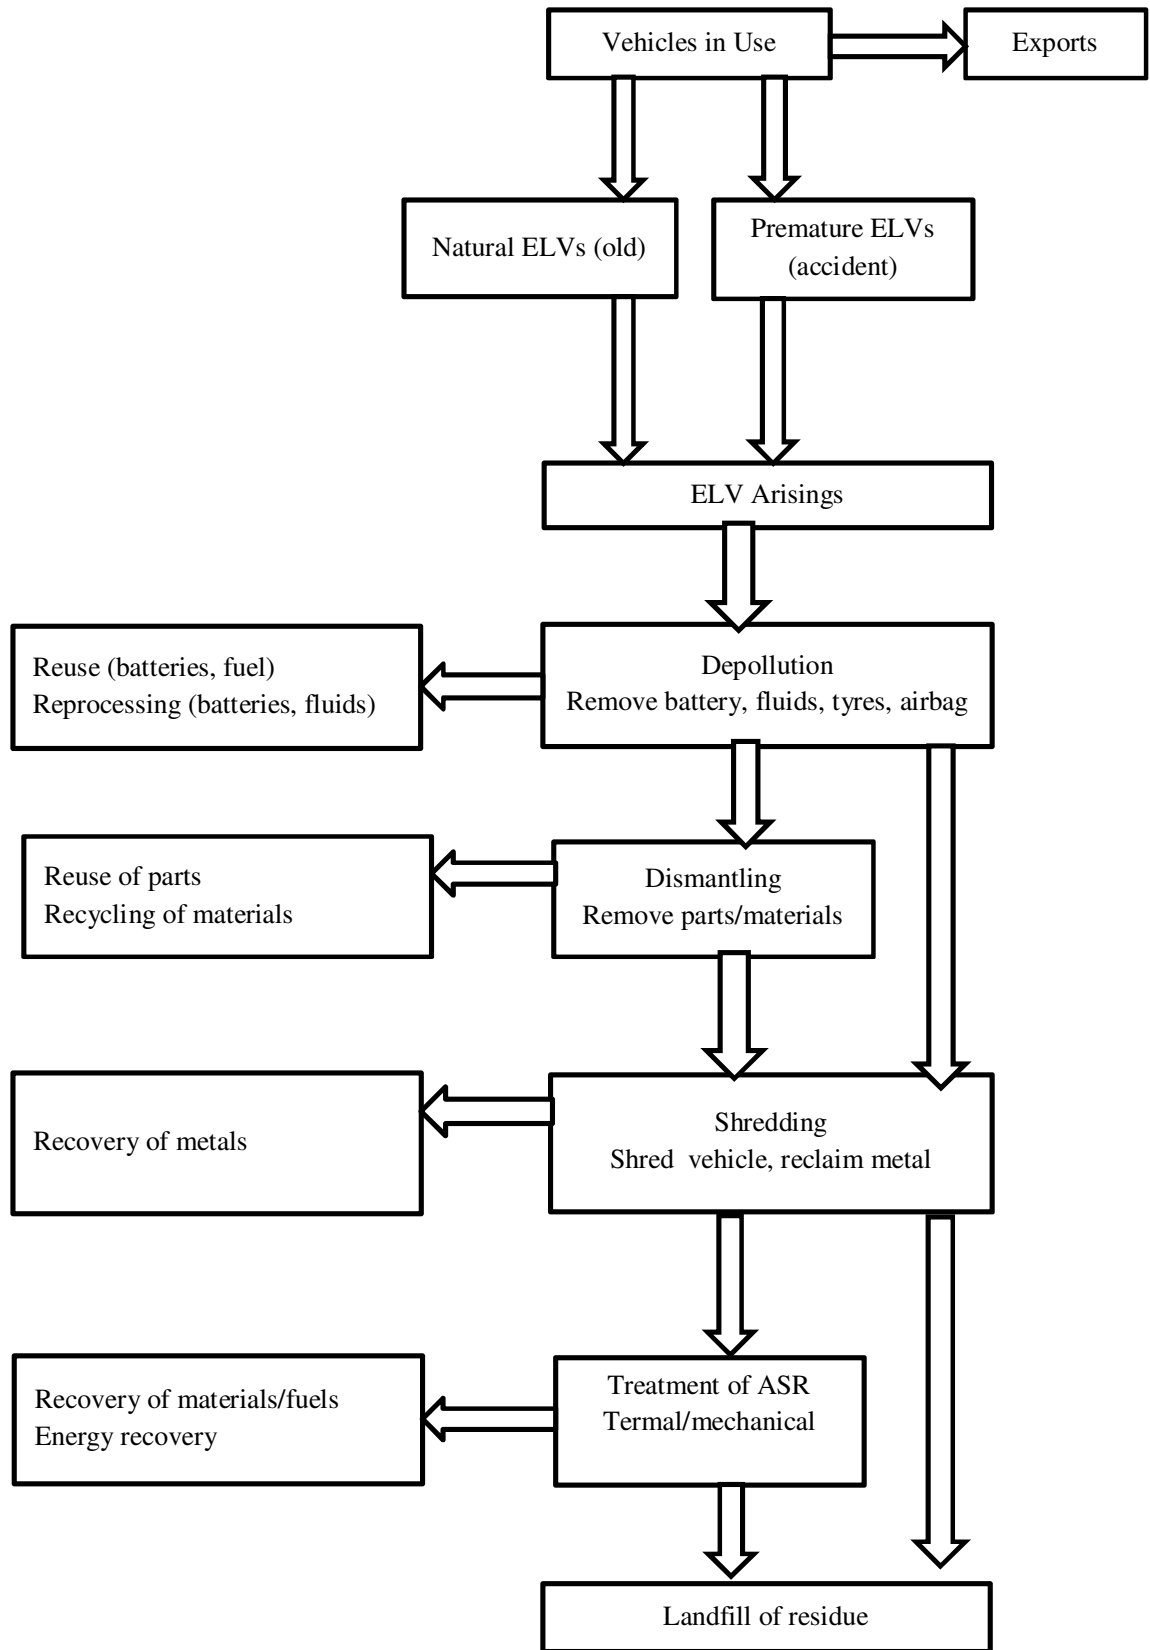 Vehicles in Use
Exports
Natural ELVs (old)
Premature ELVs
(accident)
ELV Arisings
Reuse (batteries, fuel)
Reprocessing (batteries, fluids)
Depollution
Remove battery, fluids, tyres, airbag
Reuse of parts
Recycling of materials
Dismantling
Remove parts/materials
Recovery of metals
Shredding
Shred vehicle, reclaim metal
Recovery of materials/fuels
Energy recovery
Treatment of ASR
Termal/mechanical
Landfill of residue